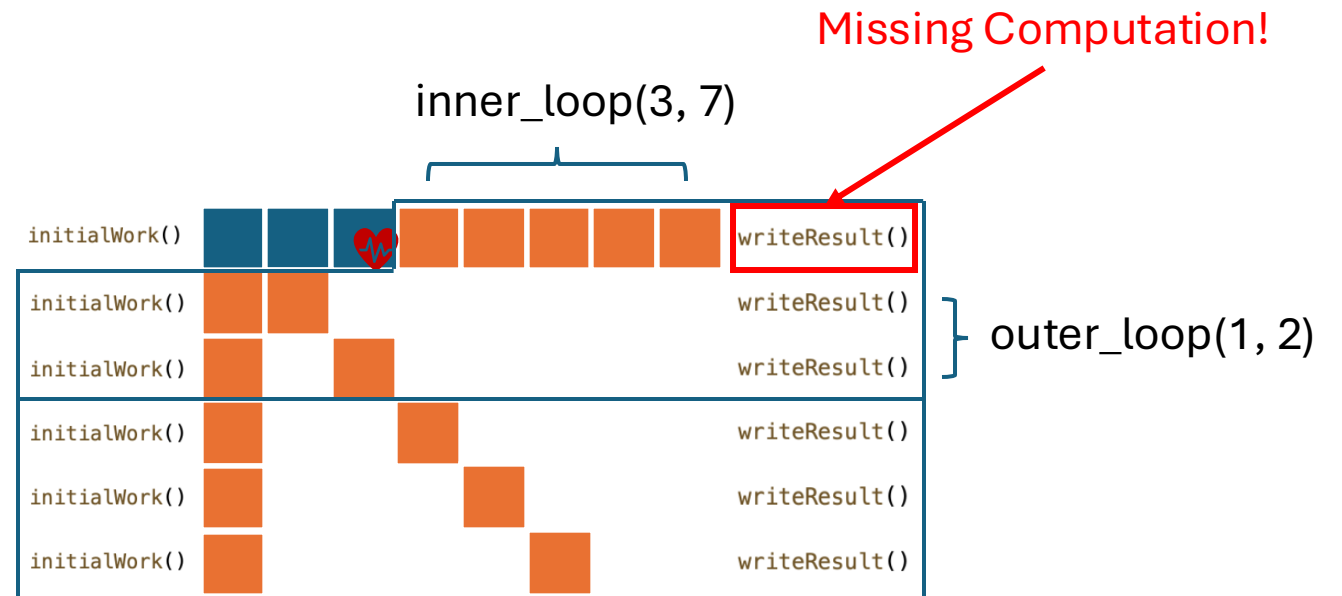 Missing Computation!
inner_loop(3, 7)
initialWork() writeResult()
initialWork() writeResult()
outer_loop(1, 2)
initialWork() writeResult()
initialWork() writeResult()
initialWork() writeResult()
initialWork() writeResult()